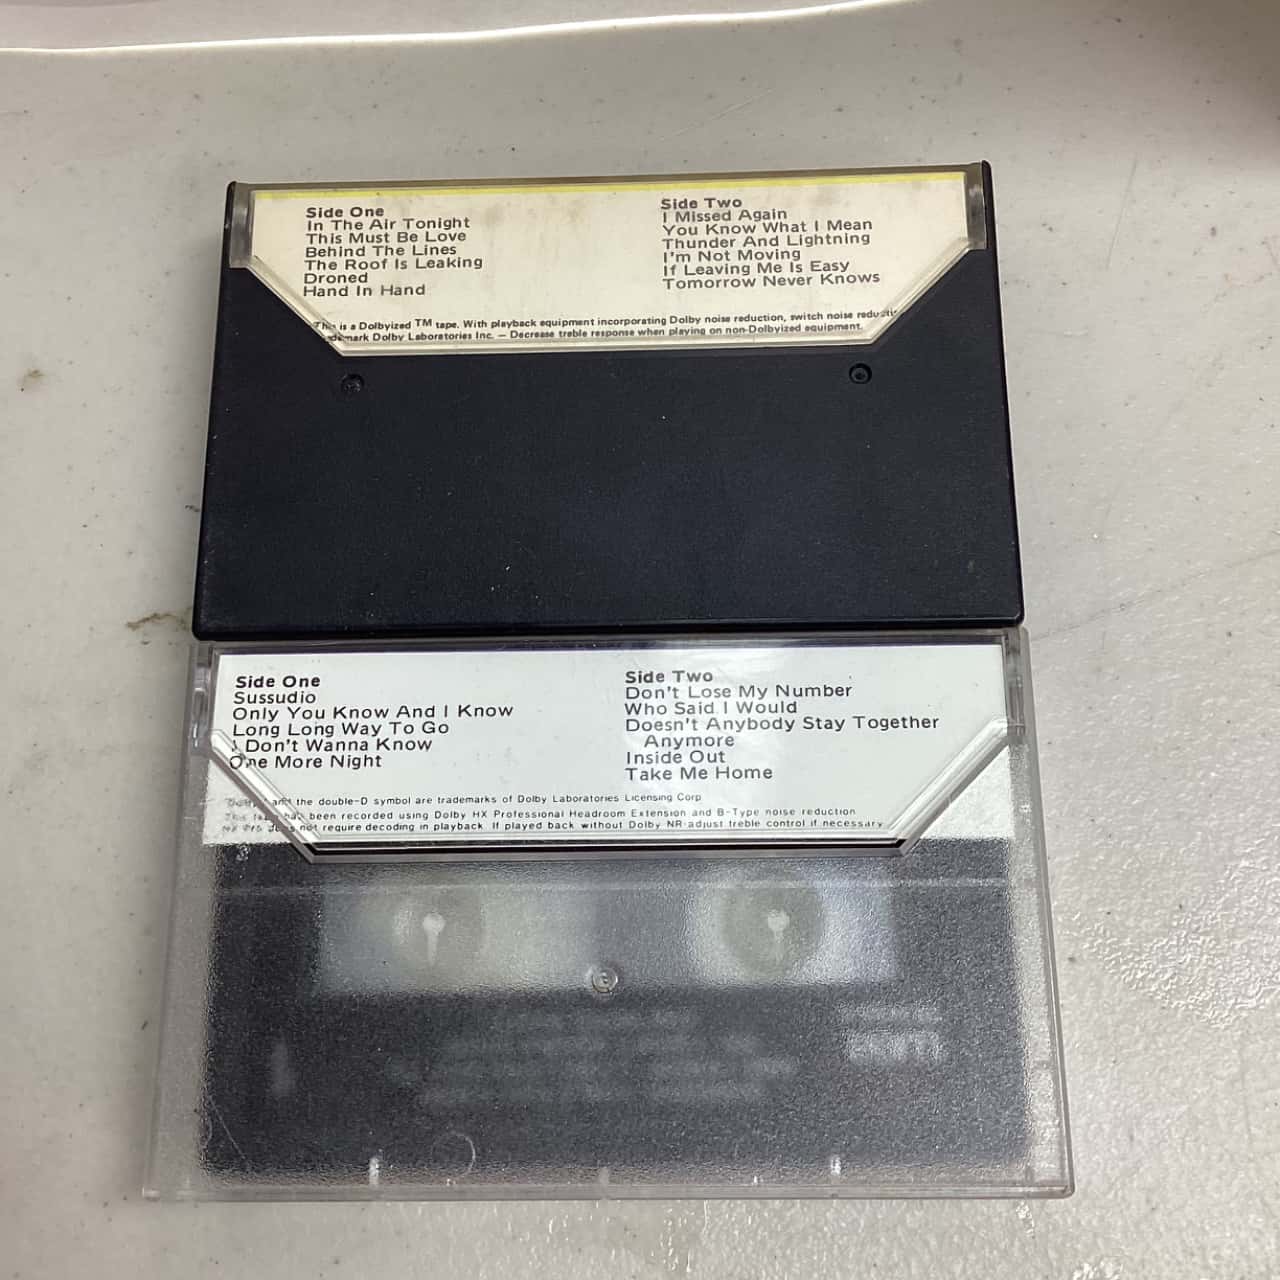 Side One
In The Air Tonight
This Must Be Love
Behind The Lines
The Roof Is Leaking
Droned
Hand In Hand
Side Two
I Missed Again
You Know What I Mean
Thunder And Lightning
I'm Not Moving
If Leaving Me Is Easy
Tomorrow Never Knows
This is a Dolbyized TM tape. With playback equipment incorporating Dolby noise reduction, switch noise
Dolby Laboratories Inc. — Decrease treble response when playing on non-Dolbyized equipment.
Side One
Sussudio
Only You Know And I Know
Long Long Way To Go
I Don't Wanna Know
One More Night
Side Two
Don't Lose My Number
Who Said I Would
Doesn't Anybody Stay Together
Anymore
Inside Out
Take Me Home
and the double-D symbol are trademarks of Dolby Laboratories Licensing Corp
been recorded using Dolby HX Professional Headroom Extension and B-Type noise reduction
does not require decoding in playback. If played back without Dolby NR-adjust treble control if necessary